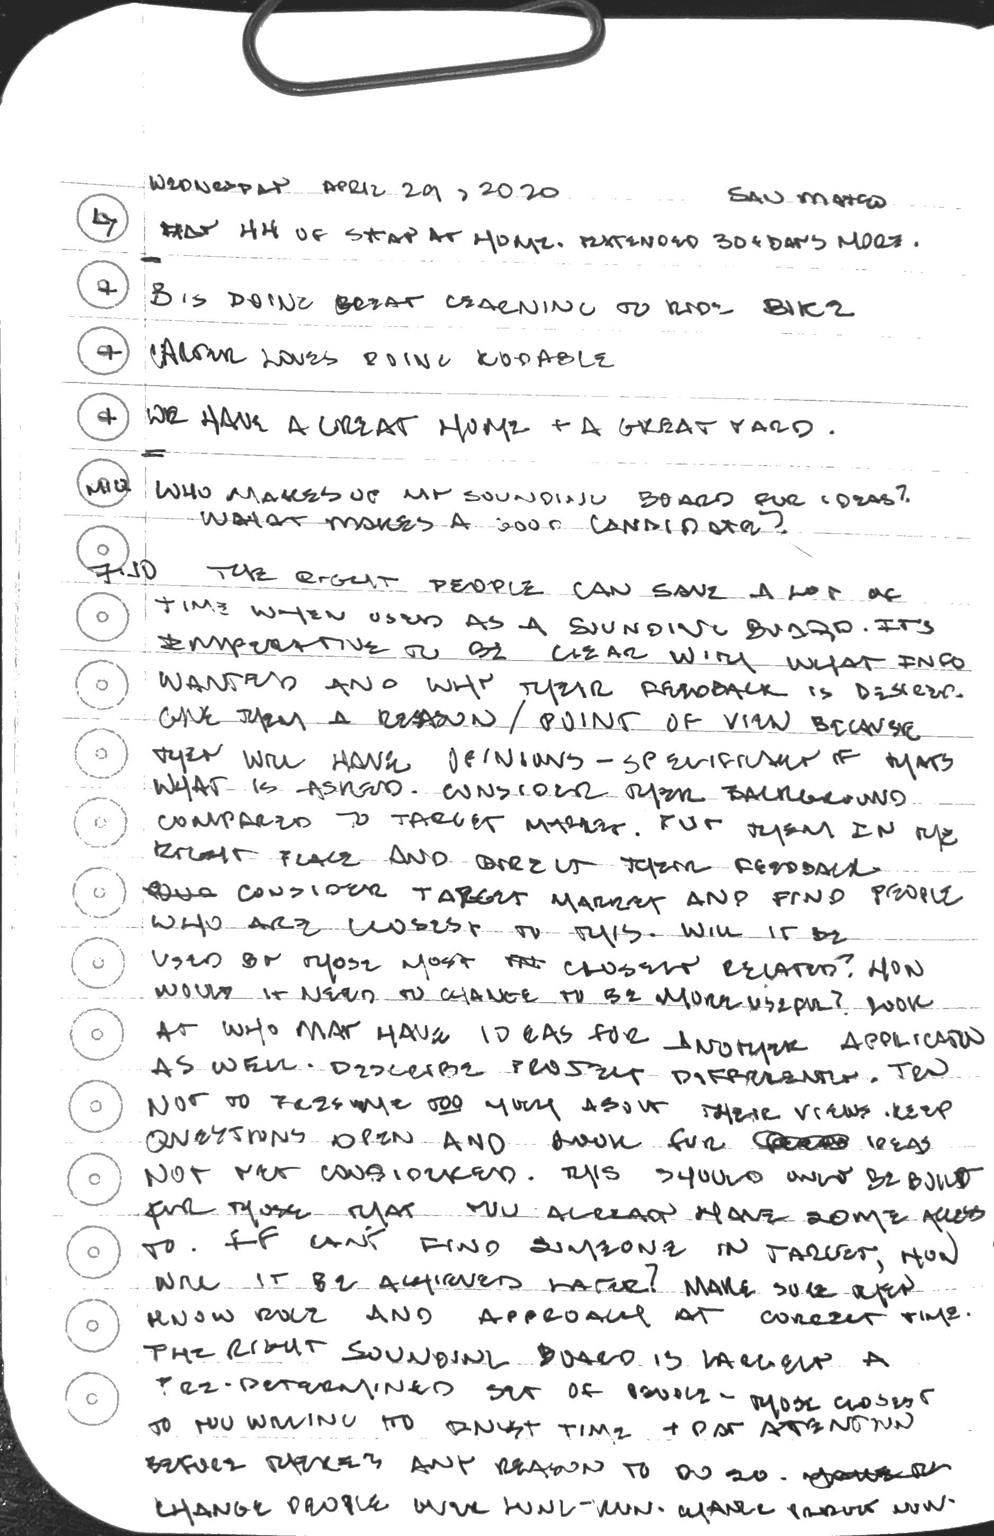 WEDNESDAY APRIL 29, 2020 SAN MATEO
DAY 44 OF STAY AT HOME. EXTENDED 30 DAYS MORE.
B IS DOING GREAT LEARNING TO RIDE BIKE
CARTER LOVES DOING KODABLE
WE HAVE A GREAT HOME + A GREAT YARD.
WHO MAKES UP MY SOUNDING BOARD FOR IDEAS?
WHAT MAKES A GOOD CANDIDATE?
7:10 THE RIGHT PEOPLE CAN SAVE A LOT OF
TIME WHEN USED AS A SOUNDING BOARD. ITS
IMPERATIVE TO BE CLEAR WITH WHAT INFO
WANTED AND WHY THEIR FEEDBACK IS DESIRED.
GIVE THEM A REASON / POINT OF VIEW BECAUSE
THEY WILL HAVE OPINIONS - SPECIFICALLY IF THATS
WHAT IS ASKED. CONSIDER THEIR BACKGROUND
COMPARED TO TARGET MARKET. PUT THEM IN THE
RIGHT PLACE AND DIRECT THEIR FEEDBACK
CONSIDER TARGET MARKET AND FIND PEOPLE
WHO ARE CLOSEST TO THIS. WILL IT BE
USED BY THOSE MOST CLOSELY RELATED? HOW
WOULD IT NEED TO CHANGE TO BE MORE USEFUL? LOOK
AT WHO MAY HAVE IDEAS FOR ANOTHER APPLICATION
AS WELL. DESCRIBE PROJECT DIFFERENTLY. TRY
NOT TO PRESUME TOO MUCH ABOUT THEIR VIEWS. KEEP
QUESTIONS OPEN AND LOOK FOR IDEAS
NOT YET CONSIDERED. THIS SHOULD ONLY BE BUILT
FOR THOSE THAT YOU ALREADY HAVE SOME ACCESS
TO. IF CAN'T FIND SOMEONE IN TARGET, HOW
WILL IT BE ACHIEVED LATER? MAKE SURE THEY
KNOW ROLE AND APPROACH AT CORRECT TIME.
THE RIGHT SOUNDING BOARD IS LARGELY A
PRE-DETERMINED SET OF PEOPLE - THOSE CLOSEST
TO YOU WILLING TO INVEST TIME + PAY ATTENTION
BEFORE THERE'S ANY REASON TO DO SO.
CHANGE PEOPLE OVER LONG-RUN. CHANGE PRODUCT NOW.